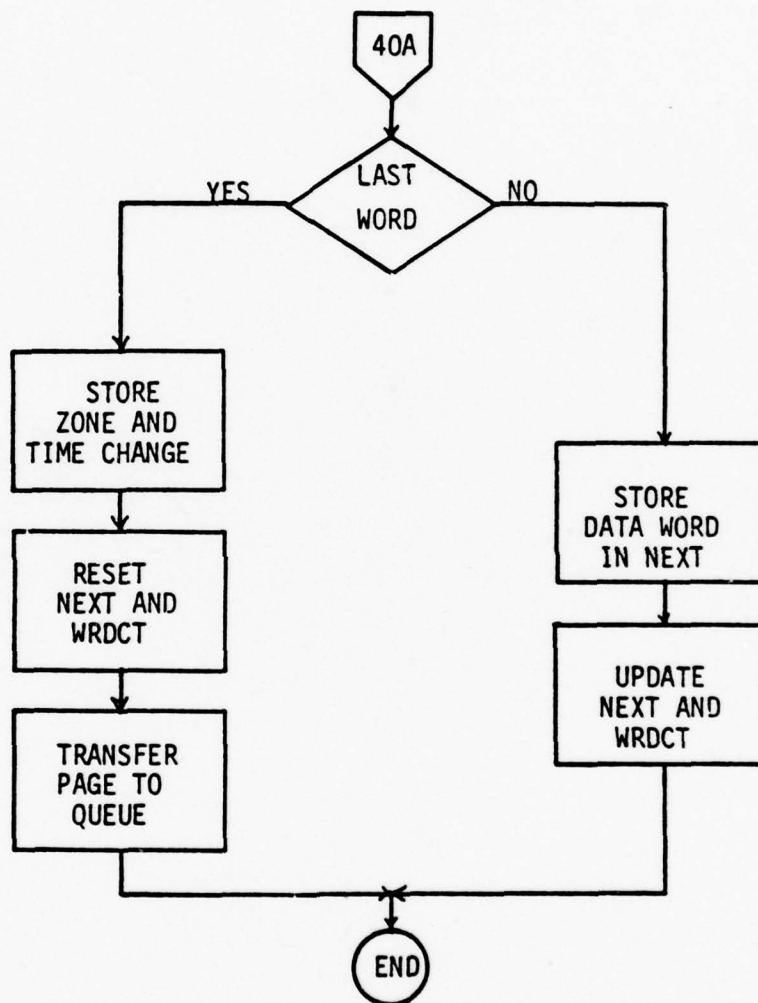 40A
LAST
WORD
YES
NO
STORE
ZONE AND
TIME CHANGE
RESET
NEXT AND
WRDCT
TRANSFER
PAGE TO
QUEUE
STORE
DATA WORD
IN NEXT
UPDATE
NEXT AND
WRDCT
END